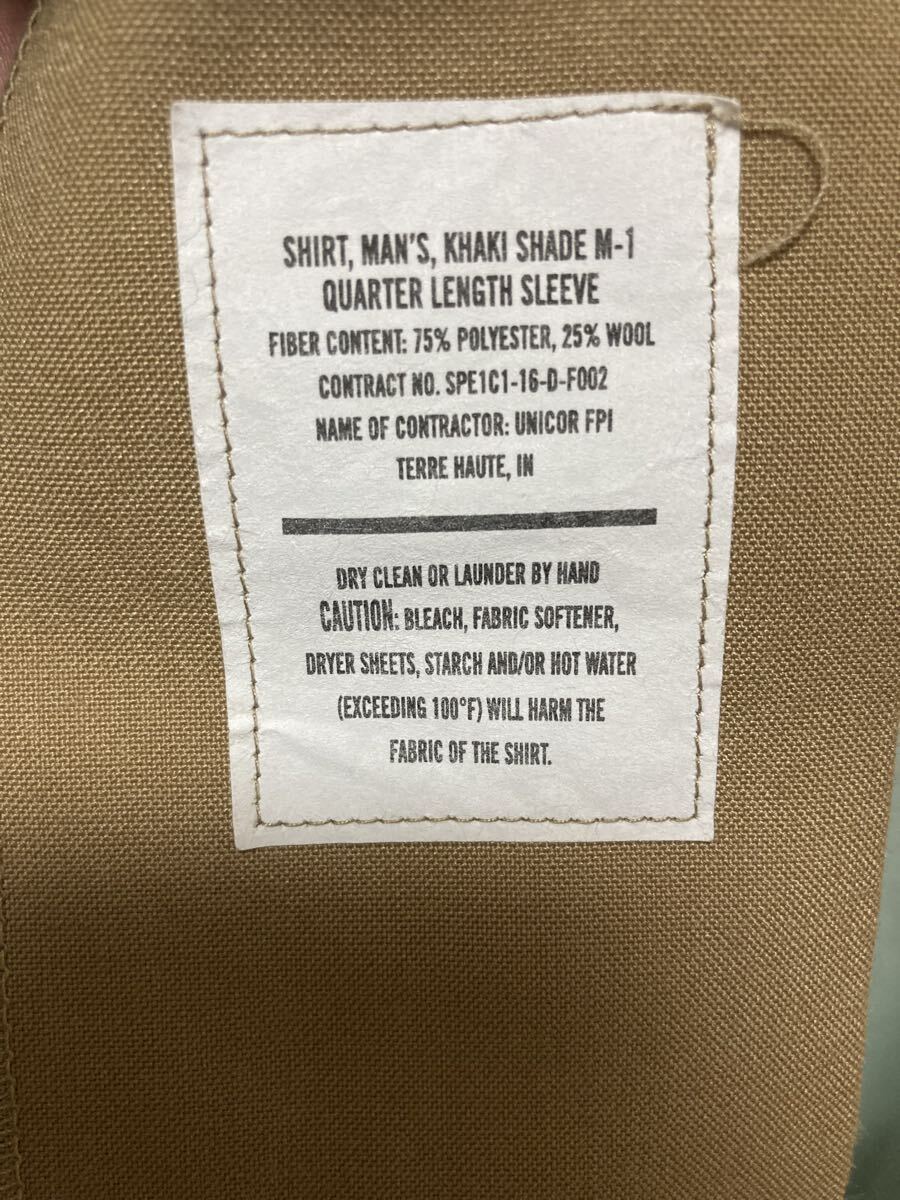 SHIRT, MAN'S, KHAKI SHADE M-1
QUARTER LENGTH SLEEVE
FIBER CONTENT: 75% POLYESTER, 25% WOOL
CONTRACT NO. SPE1C1-16-D-F002
NAME OF CONTRACTOR: UNICOR FPI
TERRE HAUTE, IN
DRY CLEAN OR LAUNDER BY HAND
CAUTION: BLEACH, FABRIC SOFTENER,
DRYER SHEETS, STARCH AND/OR HOT WATER
(EXCEEDING 100°F) WILL HARM THE
FABRIC OF THE SHIRT.